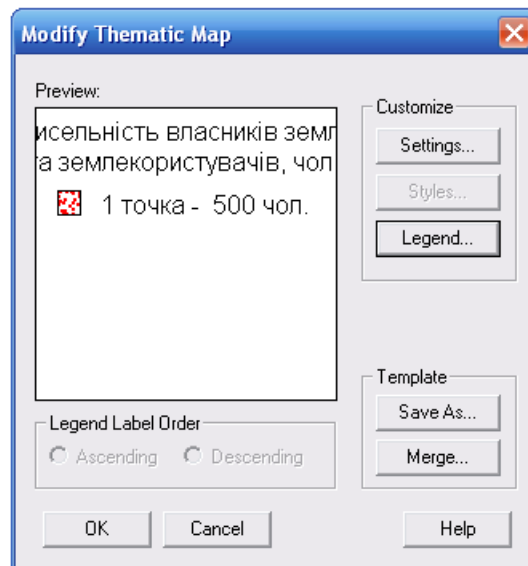 Modify Thematic Map
Preview:
исельність власників земл
а землекористувачів, чол
1 точка - 500 чол.
Customize
Settings...
Styles...
Legend...
Legend Label Order
Ascending
Descending
Template
Save As...
Merge...
OK
Cancel
Help